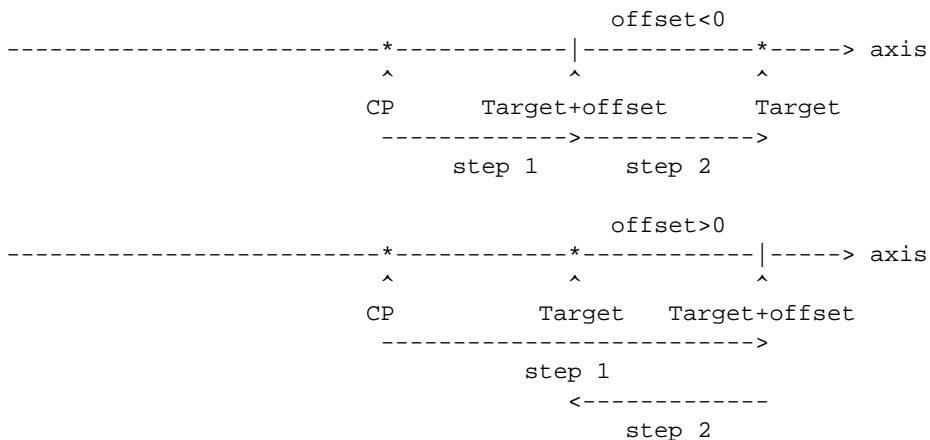 offset<0
--------------------------*------------|------------*-----> axis
^ ^ ^
CP Target+offset Target
------------->------------>
step 1 step 2
offset>0
--------------------------*------------*------------|-----> axis
^ ^ ^
CP Target Target+offset
-------------------------->
step 1
<-------------
step 2